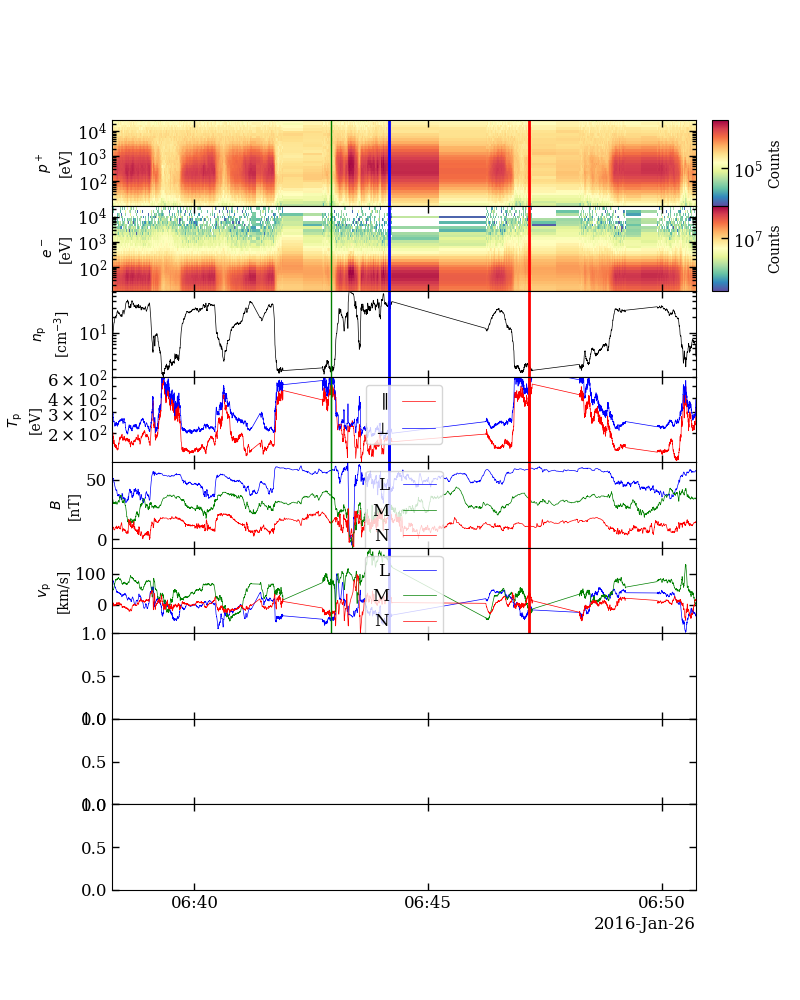 10⁴
10³
10²
p⁺
[eV]
10⁵
Counts
10⁴
10³
10²
e⁻
[eV]
10⁷
Counts
10¹
nₚ
[cm⁻³]
6 × 10²
4 × 10²
3 × 10²
2 × 10²
Tₚ
[eV]
∥
⊥
50
0
B
[nT]
L
M
N
100
0
vₚ
[km/s]
L
M
N
1.0
0.5
0.0
1.0
0.5
0.0
1.0
0.5
0.0
06:40 06:45 06:50
2016-Jan-26